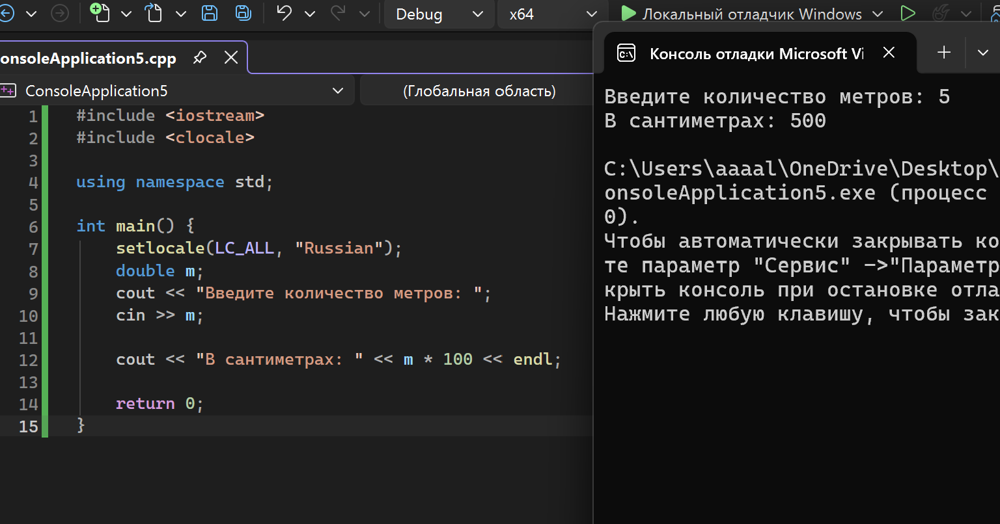 Debug x64 Локальный отладчик Windows
onsoleApplication5.cpp
ConsoleApplication5 (Глобальная область)
1 #include <iostream>
2 #include <clocale>
3
4 using namespace std;
5
6 int main() {
7 setlocale(LC_ALL, "Russian");
8 double m;
9 cout << "Введите количество метров: ";
10 cin >> m;
11
12 cout << "В сантиметрах: " << m * 100 << endl;
13
14 return 0;
15 }
Консоль отладки Microsoft Vi
Введите количество метров: 5
В сантиметрах: 500
C:\Users\aaaal\OneDrive\Desktop\
onsoleApplication5.exe (процесс
0).
Чтобы автоматически закрывать ко
те параметр "Сервис" ->"Параметр
крыть консоль при остановке отла
Нажмите любую клавишу, чтобы зак